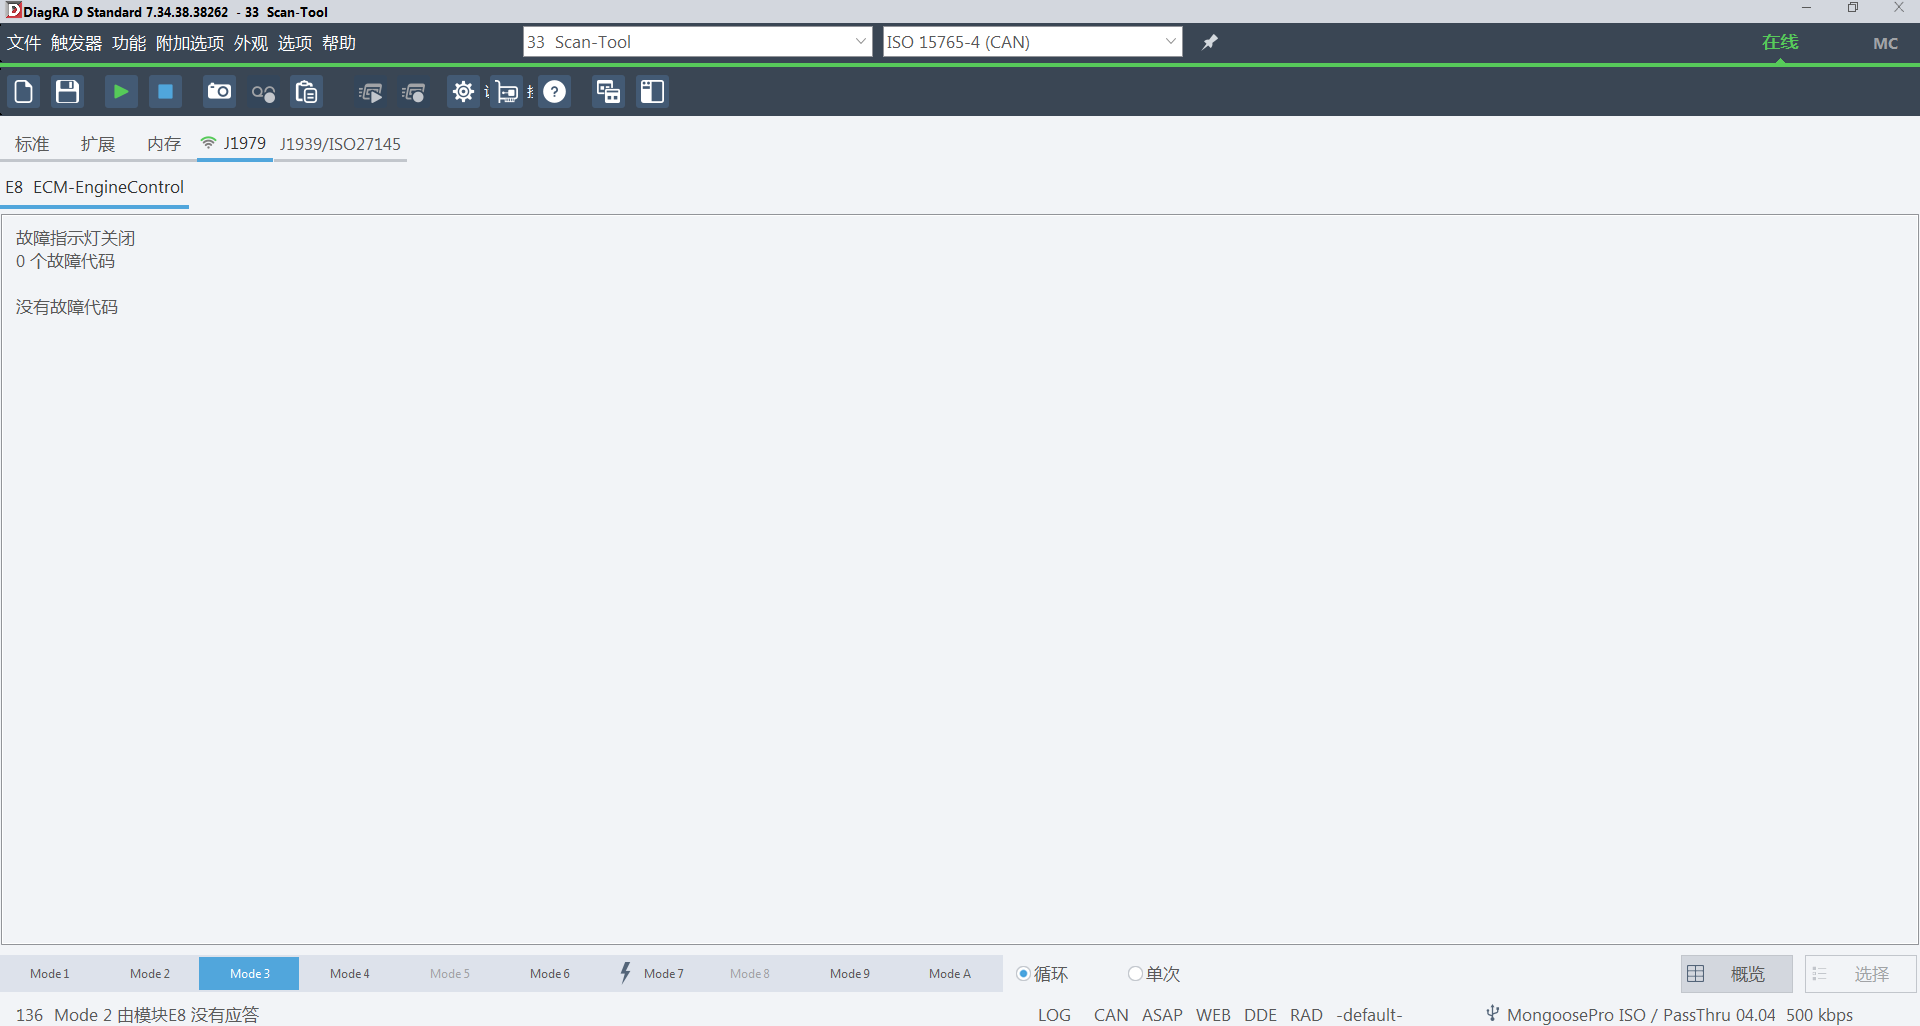 DiagRA D Standard 7.34.38.38262 - 33 Scan-Tool
文件 触发器 功能 附加选项 外观 选项 帮助
33 Scan-Tool
ISO 15765-4 (CAN)
在线
MC
标准 扩展 内存 J1979 J1939/ISO27145
E8 ECM-EngineControl
故障指示灯关闭
0 个故障代码
没有故障代码
Mode 1 Mode 2 Mode 3 Mode 4 Mode 5 Mode 6 Mode 7 Mode 8 Mode 9 Mode A
循环 单次 概览 选择
136 Mode 2 由模块E8 没有应答
LOG CAN ASAP WEB DDE RAD -default-
MongoosePro ISO / PassThru 04.04 500 kbps